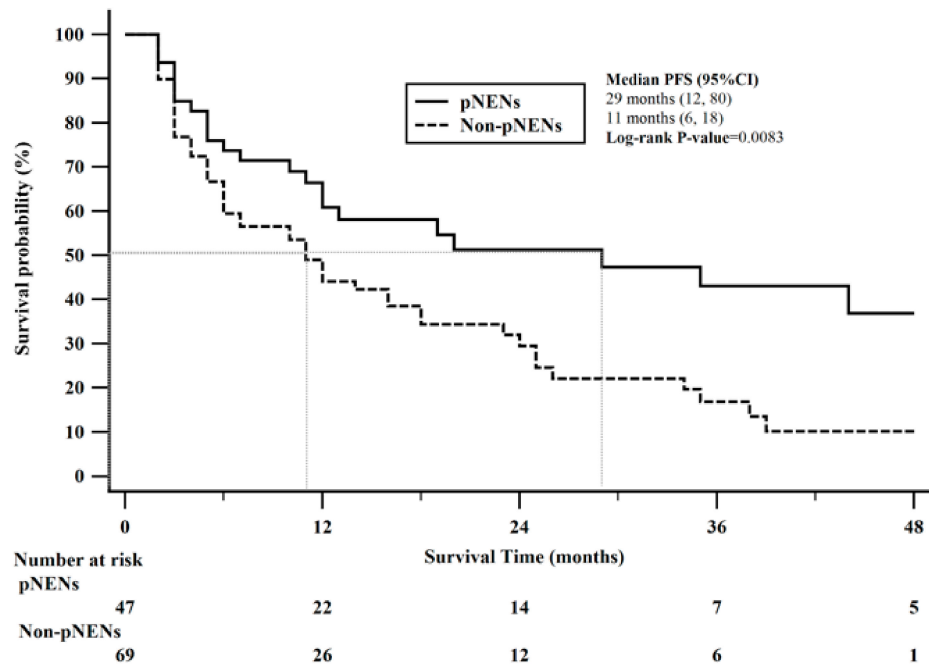 Survival probability (%)
100
90
80
70
60
50
40
30
20
10
0
pNENs
Non-pNENs
Median PFS (95%CI)
29 months (12, 80)
11 months (6, 18)
Log-rank P-value=0.0083
0 12 24 36 48
Survival Time (months)
Number at risk
pNENs
47 22 14 7 5
Non-pNENs
69 26 12 6 1